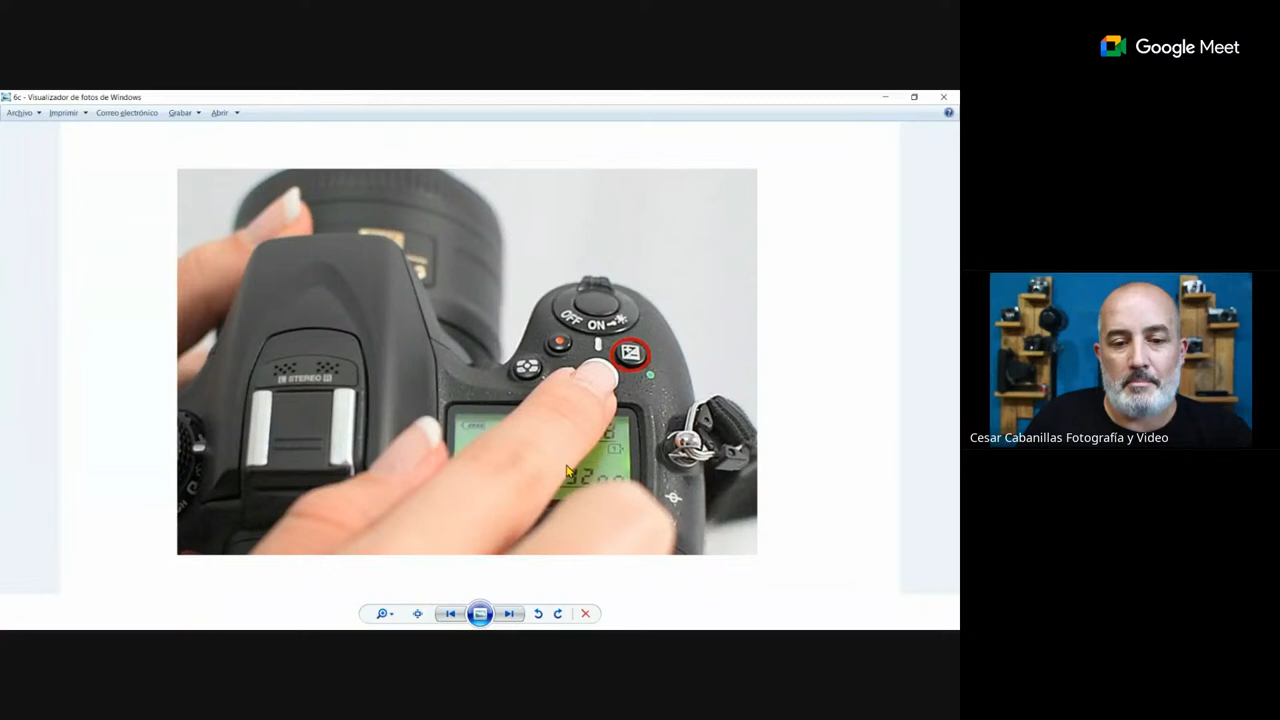 Google Meet
6c - Visualizador de fotos de Windows
Archivo Imprimir Correo electrónico Grabar Abrir
OFF ON
STEREO
Cesar Cabanillas Fotografía y Video